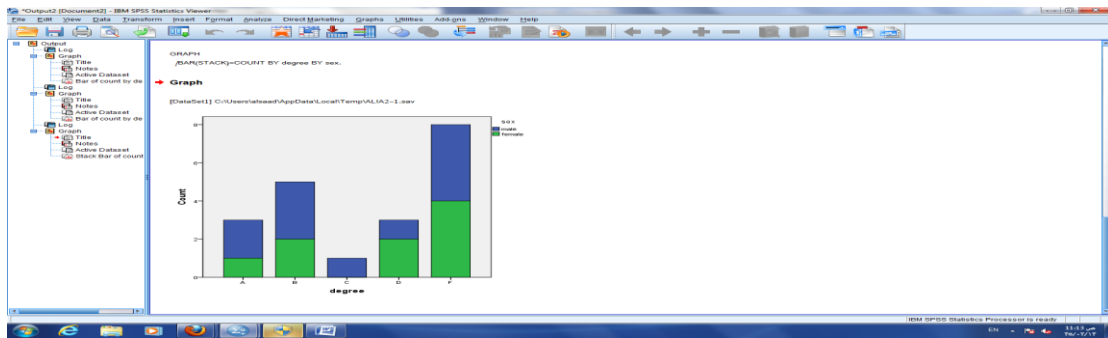 *Output2 [Document2] - IBM SPSS Statistics Viewer
File Edit View Data Transform Insert Format Analyze Direct Marketing Graphs Utilities Add-ons Window Help
Output
Log
Graph
Title
Notes
Active Dataset
Bar of count by de
Log
Graph
Title
Notes
Active Dataset
Bar of count by de
Log
Graph
Title
Notes
Active Dataset
Stack Bar of count
GRAPH
/BAR(STACK)=COUNT BY degree BY sex.
Graph
[DataSet1] C:\Users\alsaad\AppData\Local\Temp\ALIA2-1.sav
sex
male
female
Count
8
6
4
2
0
A B C D F
degree
IBM SPSS Statistics Processor is ready
EN
11:13 ص